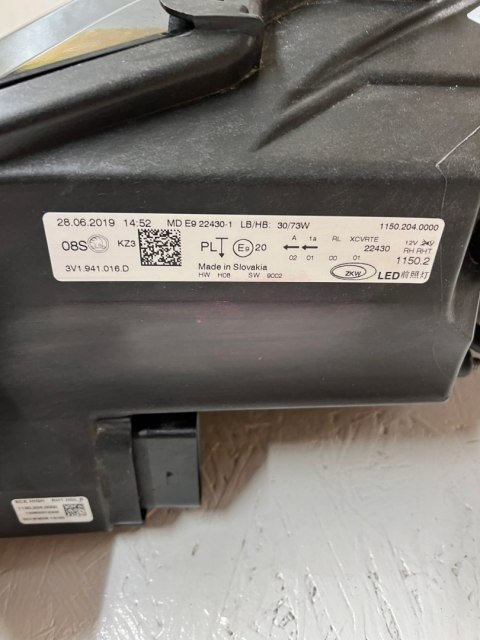 28.06.2019 14:52 MD E9 22430-1 LB/HB: 30/73W 1150.204.0000
08S KZ3 PL E9 20 A 1a RL XCVRTE 12V 24V
02 01 00 01 22430 RH RHT
3V1.941.016.D Made in Slovakia ZKW 1150.2
HW H08 SW 9002 LED前照灯